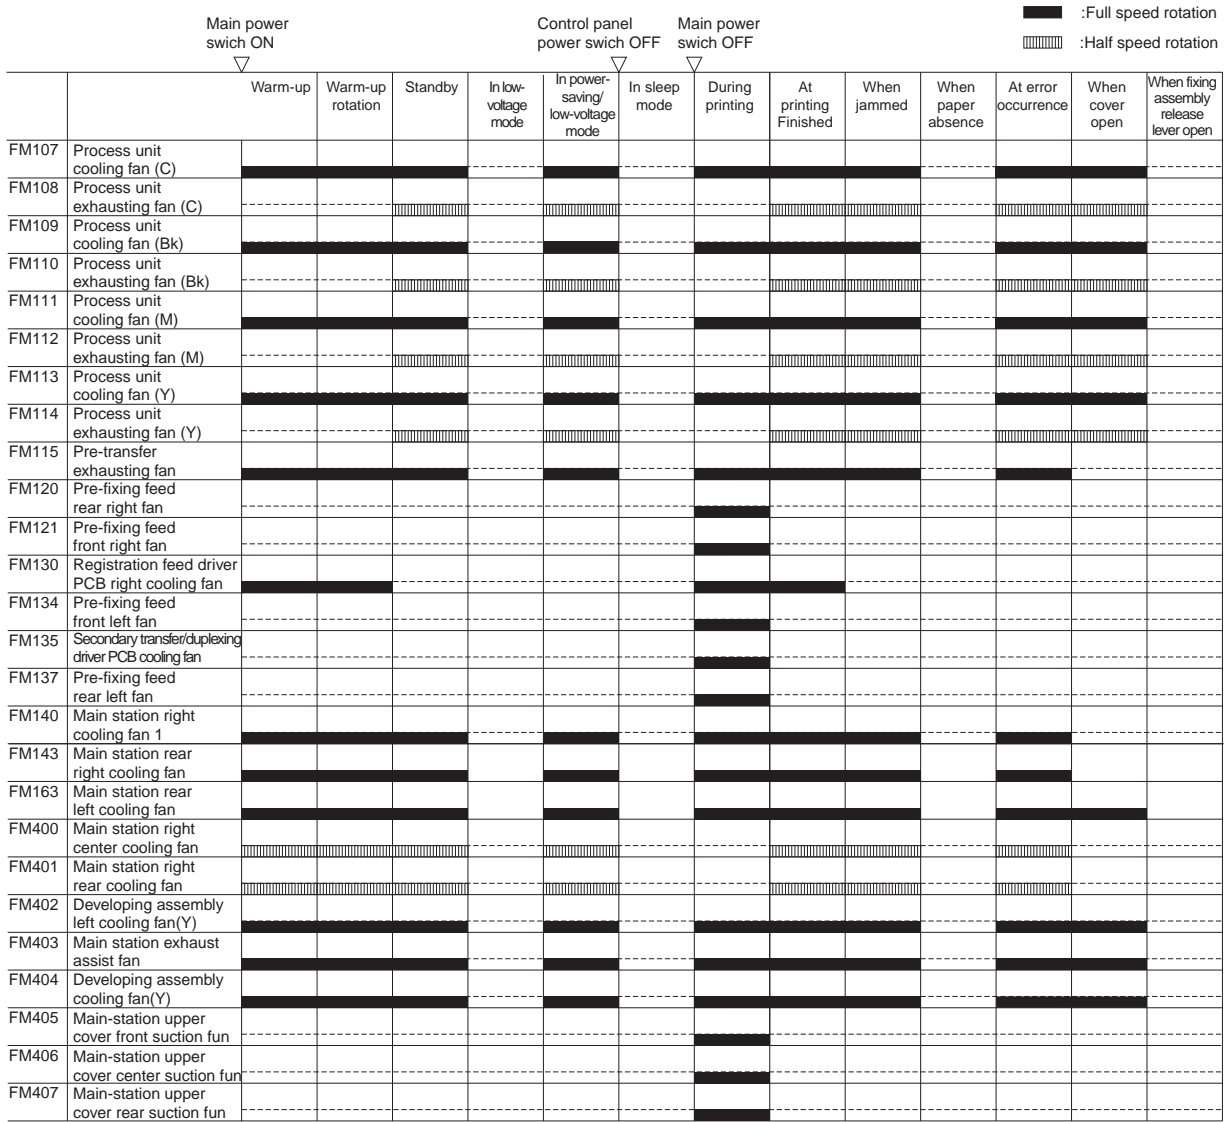 :Full speed rotation
:Half speed rotation
Main power
swich ON
Control panel
power swich OFF
Main power
swich OFF
Warm-up
Warm-up
rotation
Standby
In low-
voltage
mode
In power-
saving/
low-voltage
mode
In sleep
mode
During
printing
At
printing
Finished
When
jammed
When
paper
absence
At error
occurrence
When
cover
open
When fixing
assembly
release
lever open
FM107 Process unit
cooling fan (C)
FM108 Process unit
exhausting fan (C)
FM109 Process unit
cooling fan (Bk)
FM110 Process unit
exhausting fan (Bk)
FM111 Process unit
cooling fan (M)
FM112 Process unit
exhausting fan (M)
FM113 Process unit
cooling fan (Y)
FM114 Process unit
exhausting fan (Y)
FM115 Pre-transfer
exhausting fan
FM120 Pre-fixing feed
rear right fan
FM121 Pre-fixing feed
front right fan
FM130 Registration feed driver
PCB right cooling fan
FM134 Pre-fixing feed
front left fan
FM135 Secondary transfer/duplexing
driver PCB cooling fan
FM137 Pre-fixing feed
rear left fan
FM140 Main station right
cooling fan 1
FM143 Main station rear
right cooling fan
FM163 Main station rear
left cooling fan
FM400 Main station right
center cooling fan
FM401 Main station right
rear cooling fan
FM402 Developing assembly
left cooling fan(Y)
FM403 Main station exhaust
assist fan
FM404 Developing assembly
cooling fan(Y)
FM405 Main-station upper
cover front suction fun
FM406 Main-station upper
cover center suction fun
FM407 Main-station upper
cover rear suction fun